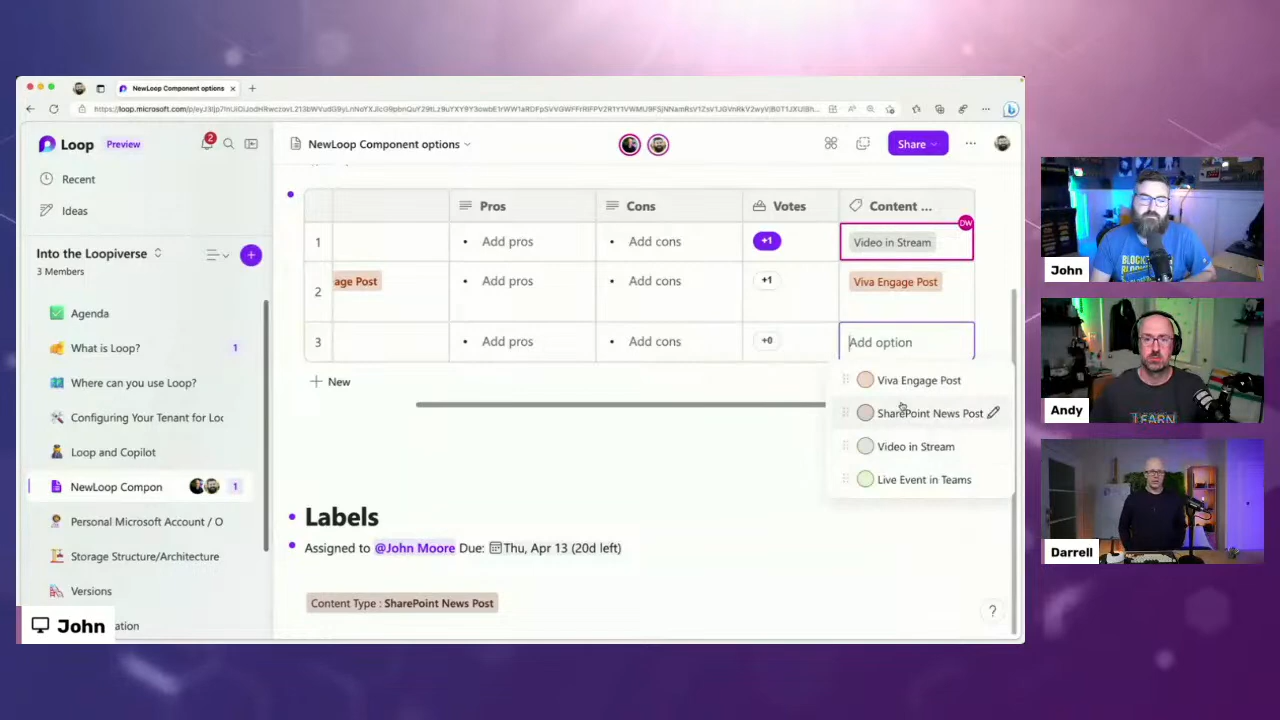 NewLoop Component options
Loop Preview
2
Recent
Ideas
Into the Loopiverse
3 Members
Agenda
What is Loop? 1
Where can you use Loop?
Configuring Your Tenant for Loc
Loop and Copilot
NewLoop Compon 1
Personal Microsoft Account / O
Storage Structure/Architecture
Versions
ation
John
NewLoop Component options
Share
Pros Cons Votes Content ...
DW
1 • Add pros • Add cons +1 Video in Stream
2 age Post • Add pros • Add cons +1 Viva Engage Post
3 • Add pros • Add cons +0 Add option
+ New
Viva Engage Post
SharePoint News Post
Video in Stream
Live Event in Teams
Labels
Assigned to @John Moore Due: Thu, Apr 13 (20d left)
Content Type : SharePoint News Post
?
John
Andy
LEARN
Darrell